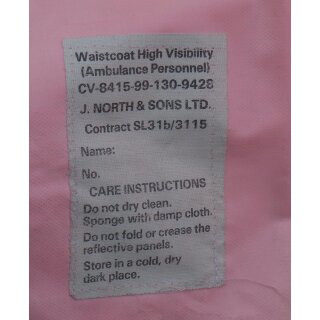 Waistcoat High Visibility
(Ambulance Personnel)
CV-8415-99-130-9428
J. NORTH & SONS LTD.
Contract SL31b/3115
Name:
No.
CARE INSTRUCTIONS
Do not dry clean.
Sponge with damp cloth.
Do not fold or crease the
reflective panels.
Store in a cold, dry
dark place.